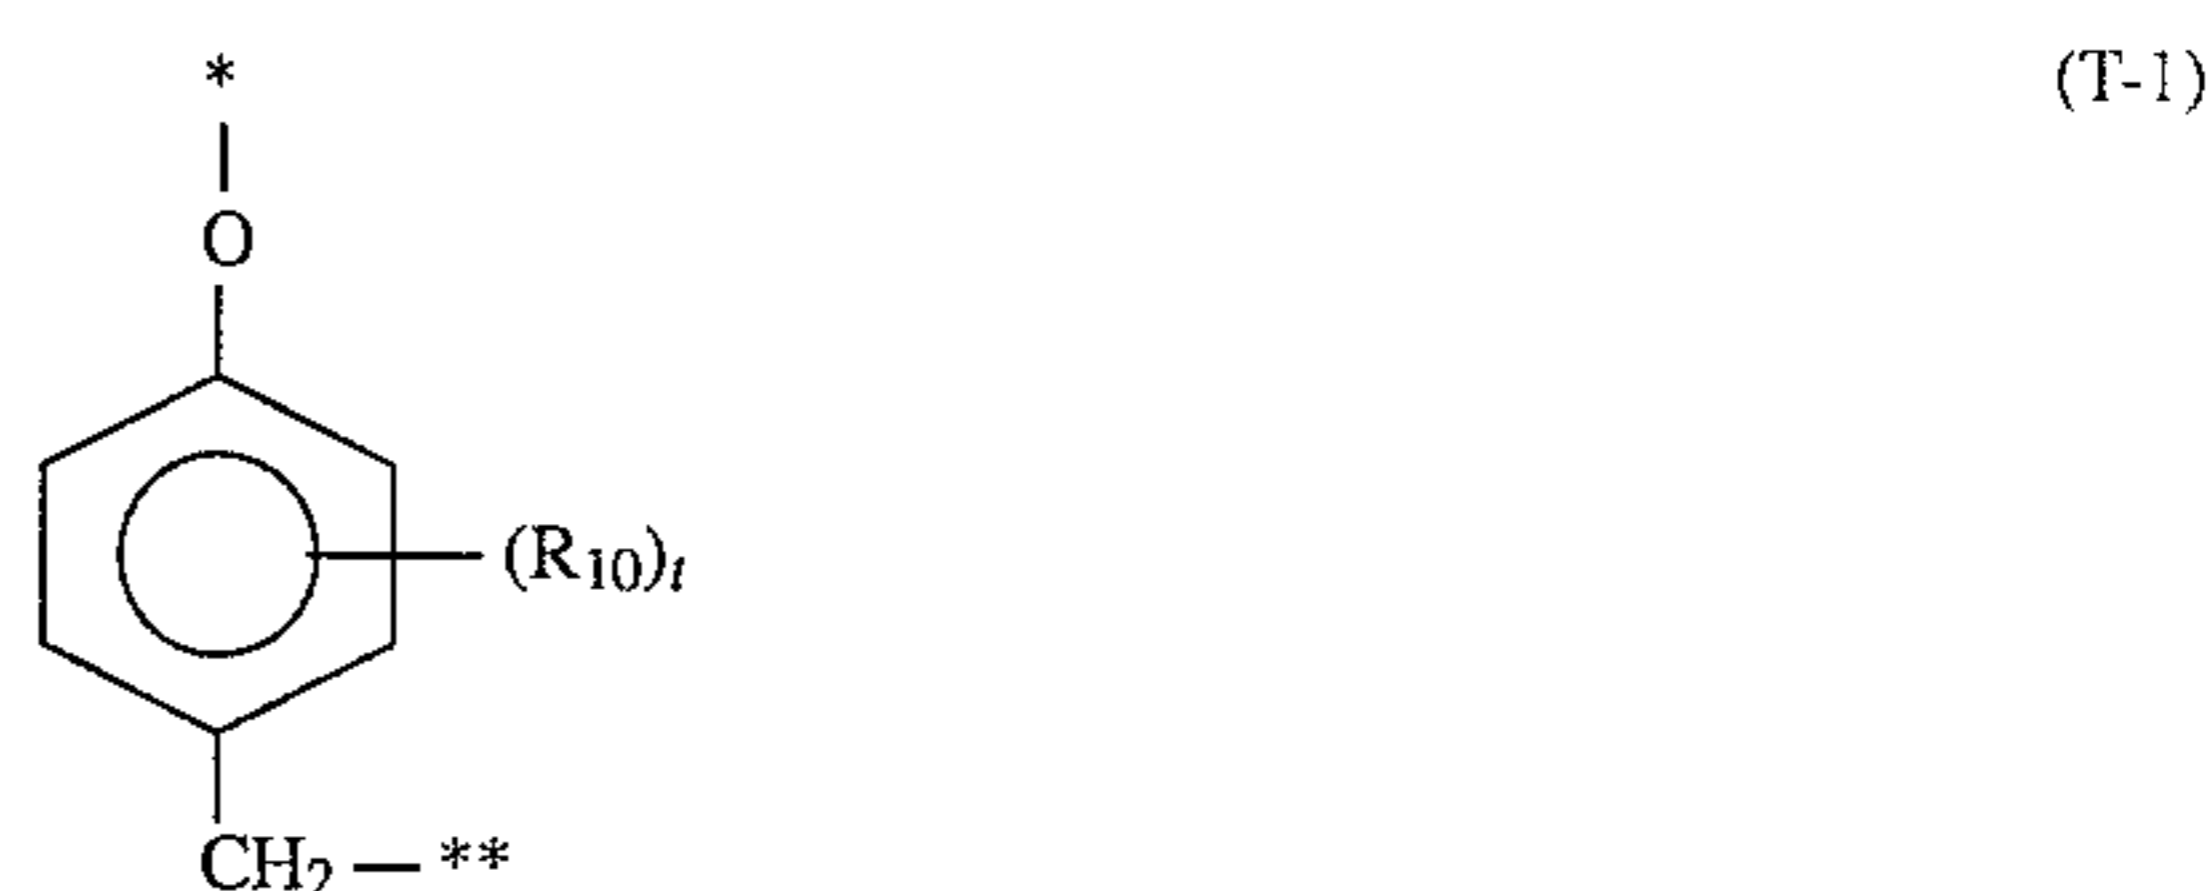 * (T-1)
O
(R10)t
CH2 — **